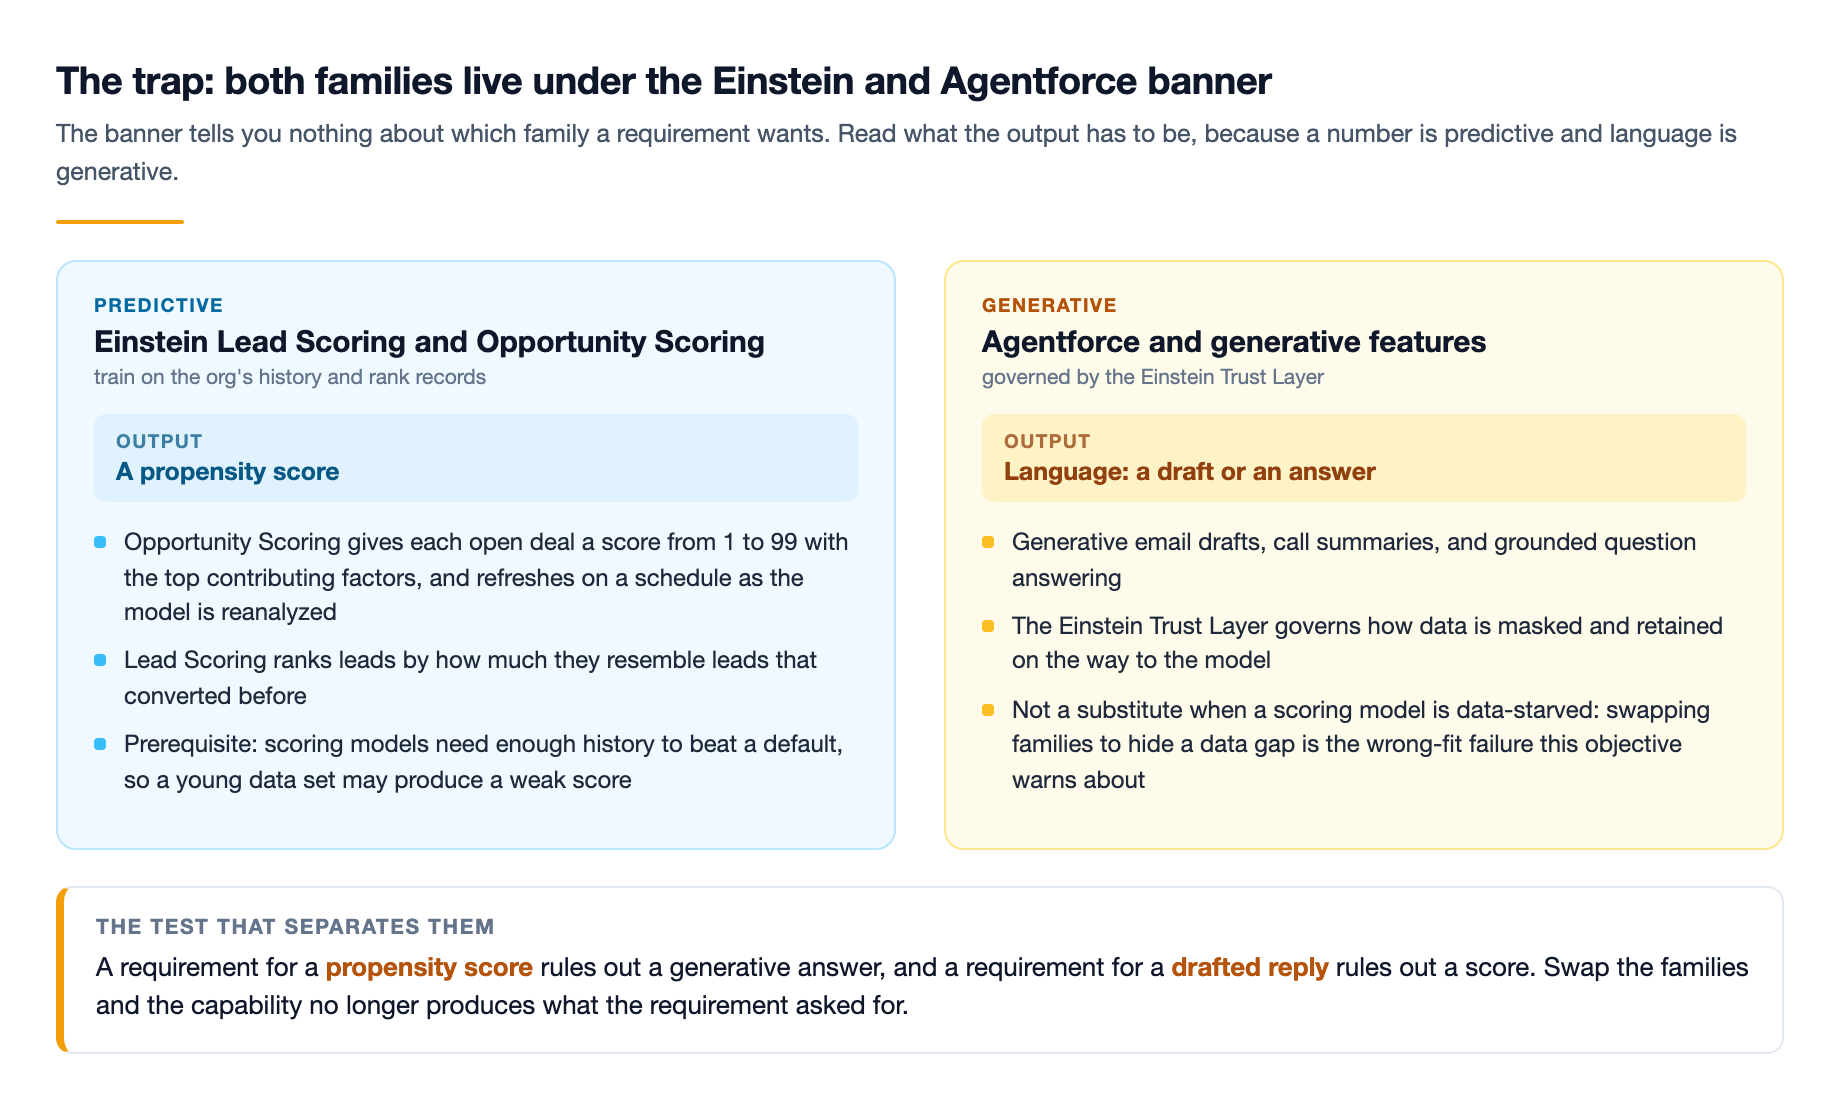 The trap: both families live under the Einstein and Agentforce banner
The banner tells you nothing about which family a requirement wants. Read what the output has to be, because a number is predictive and language is
generative.
PREDICTIVE
Einstein Lead Scoring and Opportunity Scoring
train on the org's history and rank records
OUTPUT
A propensity score
Opportunity Scoring gives each open deal a score from 1 to 99 with
the top contributing factors, and refreshes on a schedule as the
model is reanalyzed
Lead Scoring ranks leads by how much they resemble leads that
converted before
Prerequisite: scoring models need enough history to beat a default,
so a young data set may produce a weak score
GENERATIVE
Agentforce and generative features
governed by the Einstein Trust Layer
OUTPUT
Language: a draft or an answer
Generative email drafts, call summaries, and grounded question
answering
The Einstein Trust Layer governs how data is masked and retained
on the way to the model
Not a substitute when a scoring model is data-starved: swapping
families to hide a data gap is the wrong-fit failure this objective
warns about
THE TEST THAT SEPARATES THEM
A requirement for a propensity score rules out a generative answer, and a requirement for a drafted reply rules out a score. Swap the families
and the capability no longer produces what the requirement asked for.